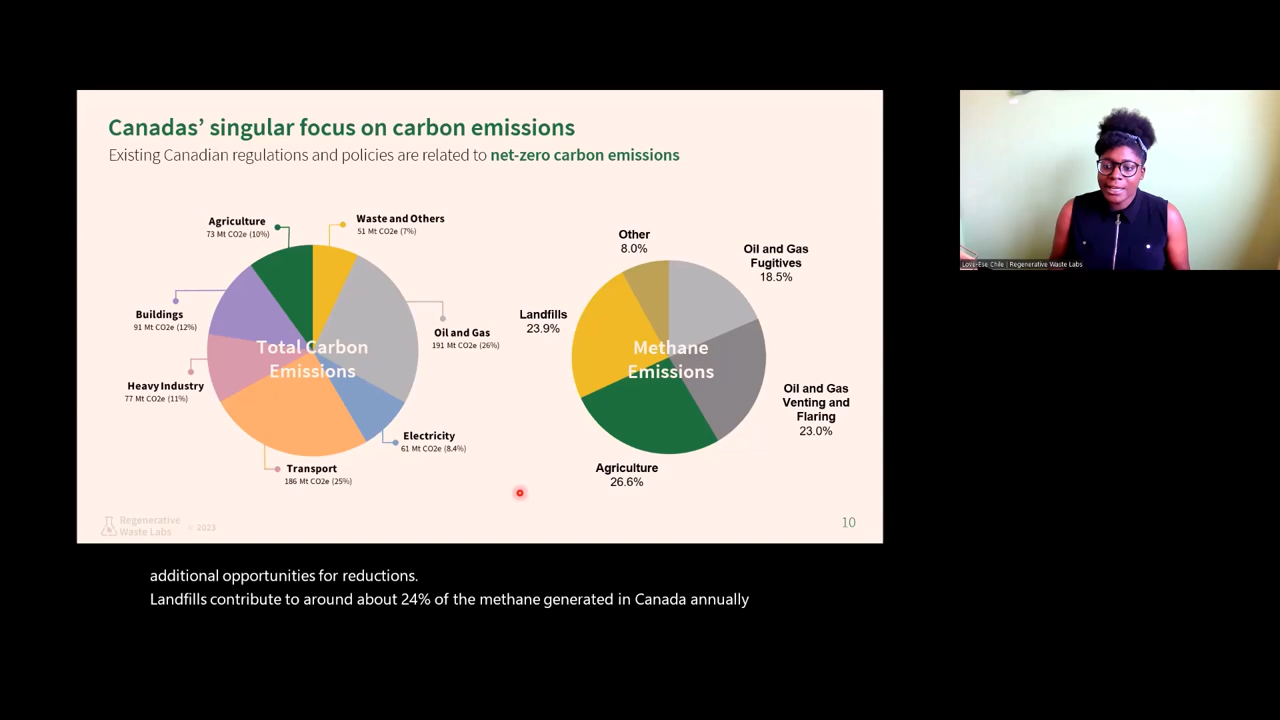 Canadas’ singular focus on carbon emissions
Existing Canadian regulations and policies are related to net-zero carbon emissions
Agriculture
73 Mt CO2e (10%)
Waste and Others
51 Mt CO2e (7%)
Buildings
91 Mt CO2e (12%)
Oil and Gas
191 Mt CO2e (26%)
Total Carbon
Emissions
Heavy Industry
77 Mt CO2e (11%)
Electricity
61 Mt CO2e (8.4%)
Transport
186 Mt CO2e (25%)
Other
8.0%
Oil and Gas
Fugitives
18.5%
Landfills
23.9%
Methane
Emissions
Oil and Gas
Venting and
Flaring
23.0%
Agriculture
26.6%
Regenerative
Waste Labs
© 2023
10
Love-Ese Chile | Regenerative Waste Labs
additional opportunities for reductions.
Landfills contribute to around about 24% of the methane generated in Canada annually